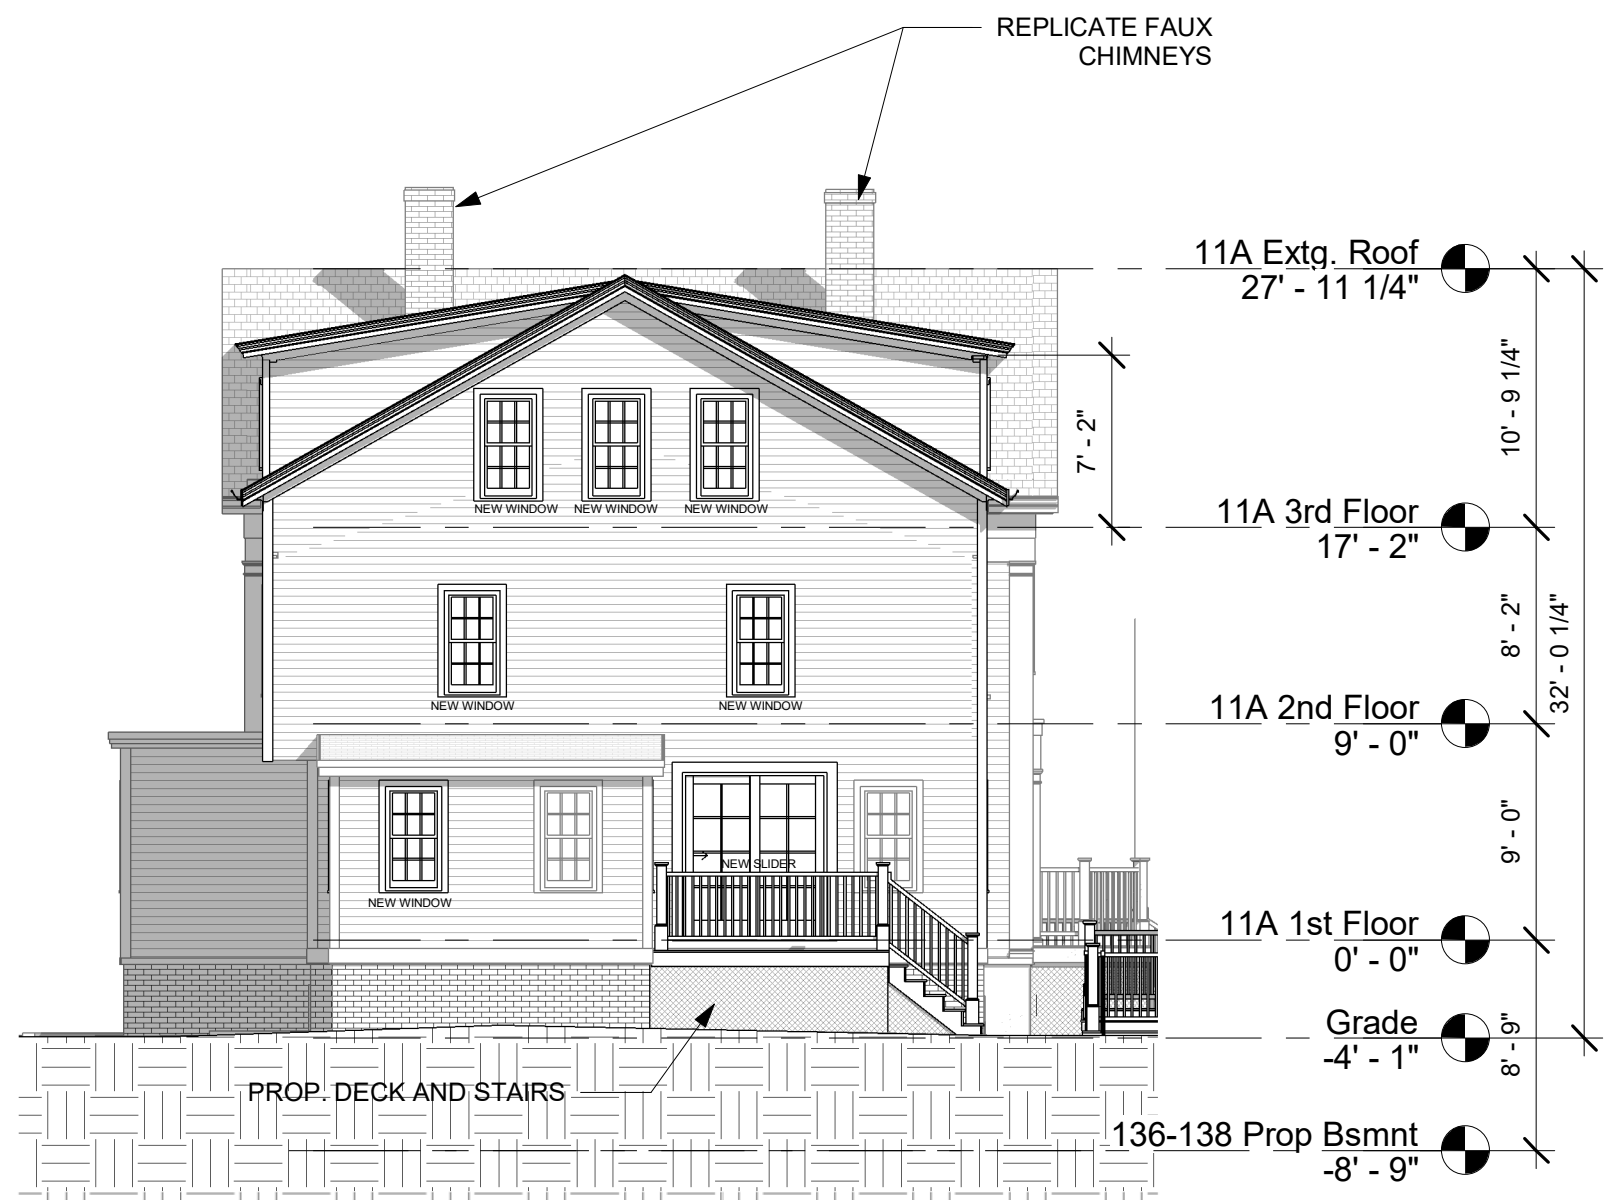 REPLICATE FAUX
CHIMNEYS
11A Extg. Roof
27' - 11 1/4"
10' - 9 1/4"
7' - 2"
NEW WINDOW
NEW WINDOW
NEW WINDOW
11A 3rd Floor
17' - 2"
8' - 2"
32' - 0 1/4"
NEW WINDOW
NEW WINDOW
11A 2nd Floor
9' - 0"
9' - 0"
NEW SLIDER
NEW WINDOW
11A 1st Floor
0' - 0"
Grade
-4' - 1"
8' - 9"
PROP. DECK AND STAIRS
136-138 Prop Bsmnt
-8' - 9"